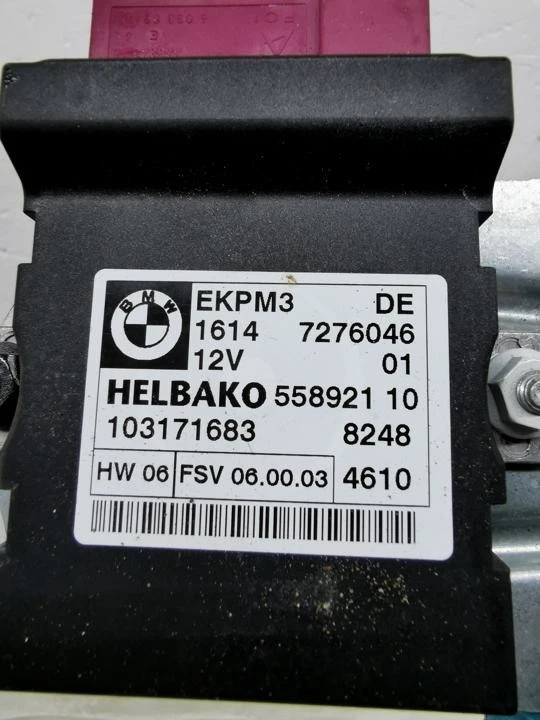 BMW
EKPM3 DE
1614 7276046
12V 01
HELBAKO 558921 10
103171683 8248
HW 06 FSV 06.00.03 4610